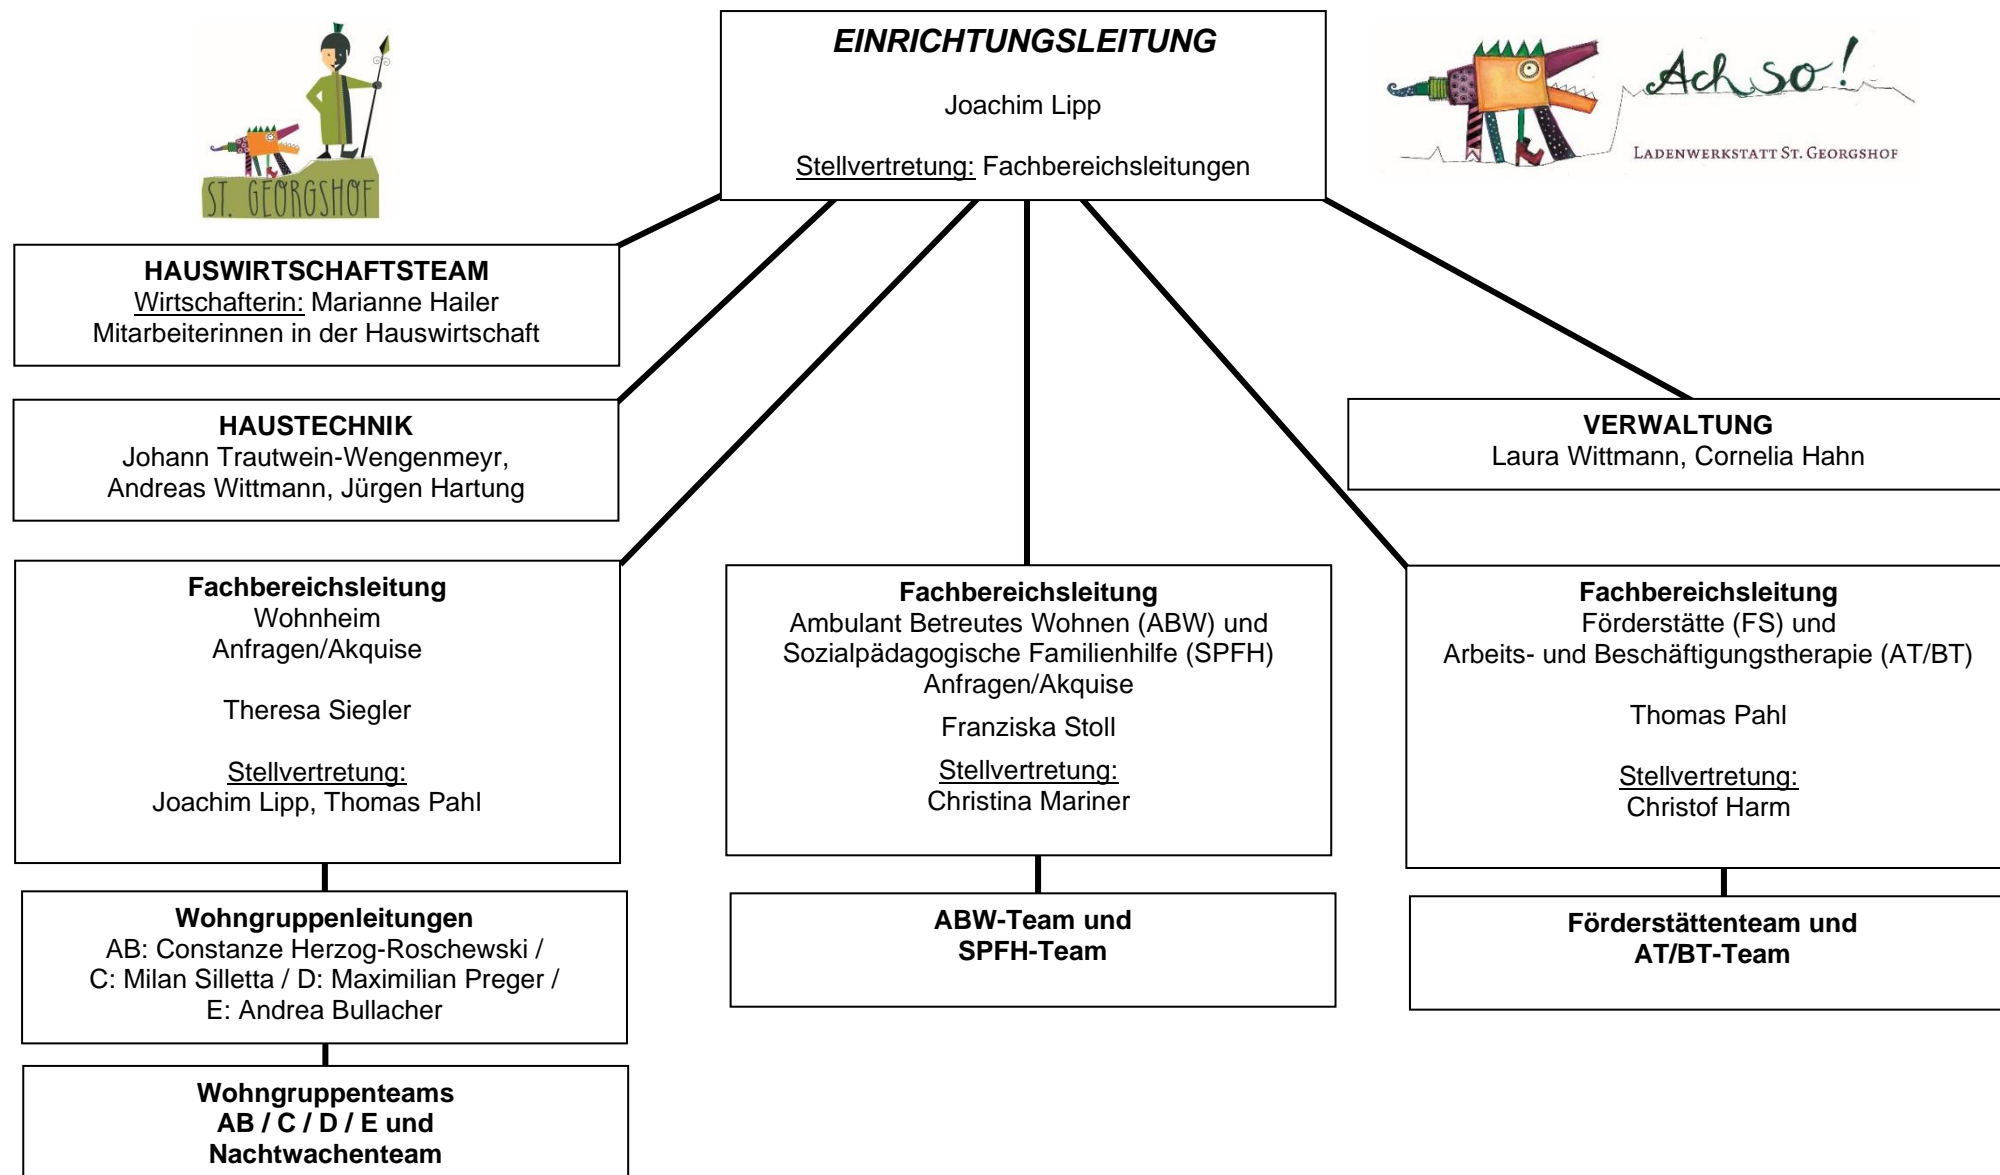 EINRICHTUNGSLEITUNG
Joachim Lipp
Stellvertretung: Fachbereichsleitungen
ST. GEORGSHOF
Ach so!
LADENWERKSTATT ST. GEORGSHOF
HAUSWIRTSCHAFTSTEAM
Wirtschafterin: Marianne Hailer
Mitarbeiterinnen in der Hauswirtschaft
HAUSTECHNIK
Johann Trautwein-Wengenmeyr,
Andreas Wittmann, Jürgen Hartung
VERWALTUNG
Laura Wittmann, Cornelia Hahn
Fachbereichsleitung
Wohnheim
Anfragen/Akquise
Theresa Siegler
Stellvertretung:
Joachim Lipp, Thomas Pahl
Fachbereichsleitung
Ambulant Betreutes Wohnen (ABW) und
Sozialpädagogische Familienhilfe (SPFH)
Anfragen/Akquise
Franziska Stoll
Stellvertretung:
Christina Mariner
Fachbereichsleitung
Förderstätte (FS) und
Arbeits- und Beschäftigungstherapie (AT/BT)
Thomas Pahl
Stellvertretung:
Christof Harm
Wohngruppenleitungen
AB: Constanze Herzog-Roschewski /
C: Milan Silletta / D: Maximilian Preger /
E: Andrea Bullacher
ABW-Team und
SPFH-Team
Förderstättenteam und
AT/BT-Team
Wohngruppenteams
AB / C / D / E und
Nachtwachenteam